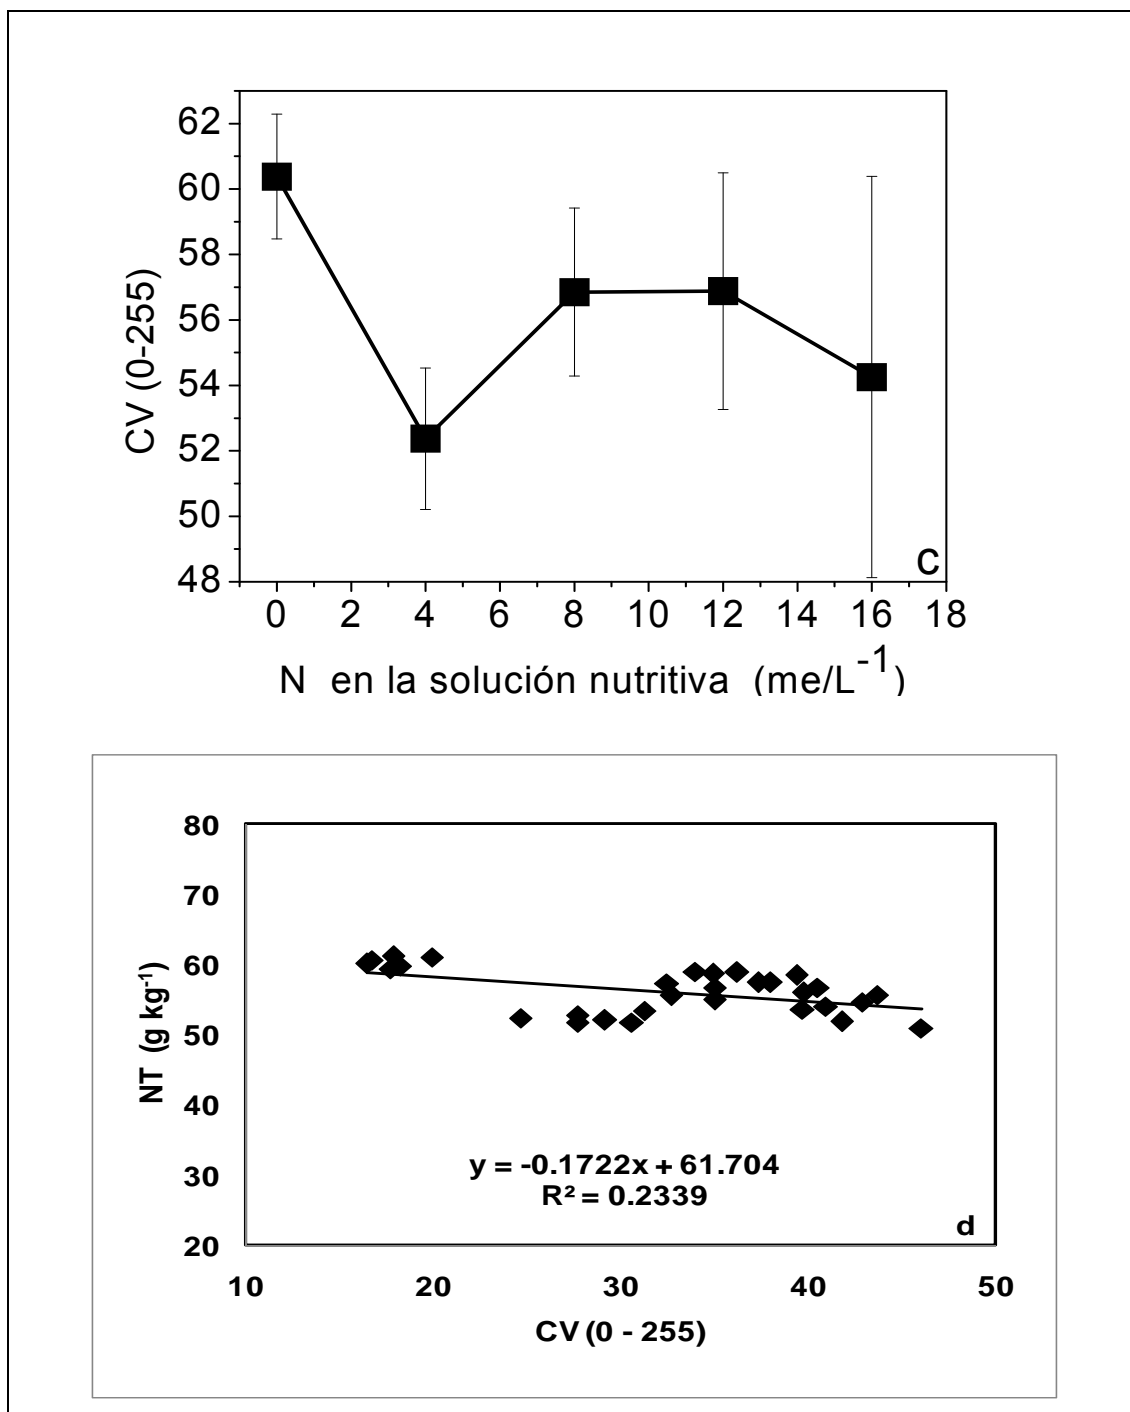 62
60
58
56
54
52
50
48
CV (0-255)
c
0 2 4 6 8 10 12 14 16 18
N en la solución nutritiva (me/L⁻¹)
80
70
60
50
40
30
20
NT (g kg⁻¹)
y = -0.1722x + 61.704
R² = 0.2339
d
10 20 30 40 50
CV (0 - 255)